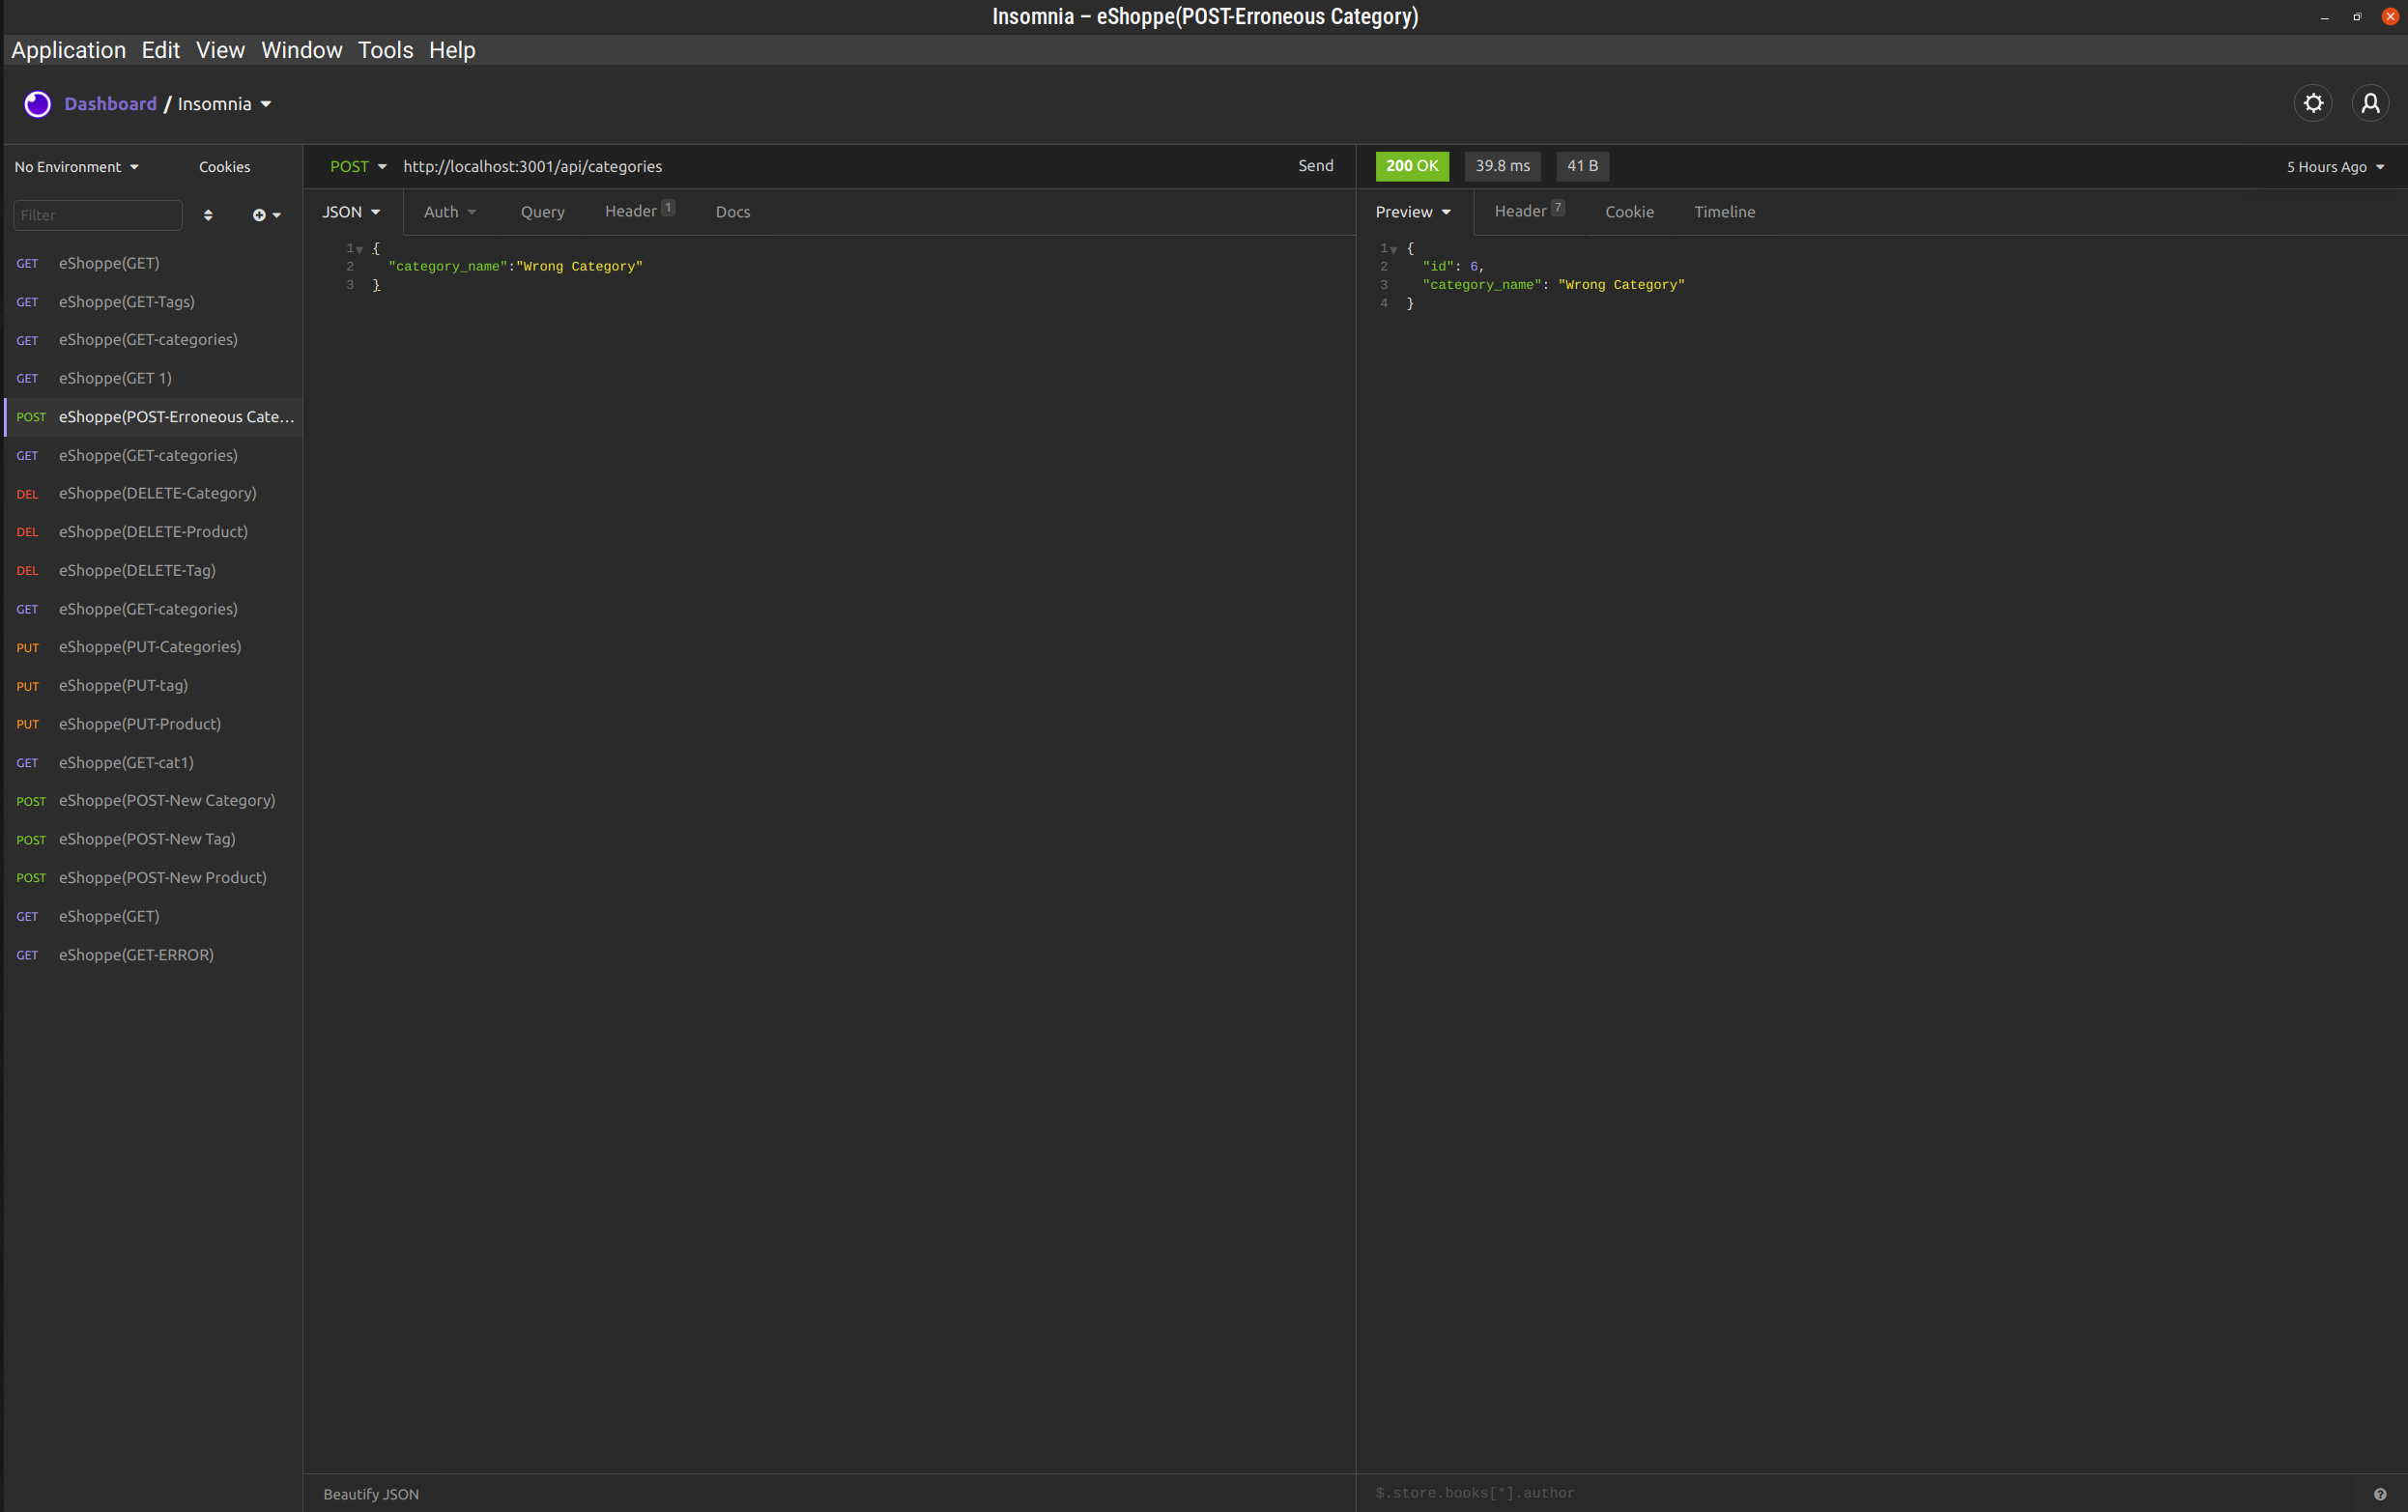 Insomnia – eShoppe(POST-Erroneous Category)
Application Edit View Window Tools Help
Dashboard / Insomnia
No Environment Cookies
Filter
GET eShoppe(GET)
GET eShoppe(GET-Tags)
GET eShoppe(GET-categories)
GET eShoppe(GET 1)
POST eShoppe(POST-Erroneous Cate...
GET eShoppe(GET-categories)
DEL eShoppe(DELETE-Category)
DEL eShoppe(DELETE-Product)
DEL eShoppe(DELETE-Tag)
GET eShoppe(GET-categories)
PUT eShoppe(PUT-Categories)
PUT eShoppe(PUT-tag)
PUT eShoppe(PUT-Product)
GET eShoppe(GET-cat1)
POST eShoppe(POST-New Category)
POST eShoppe(POST-New Tag)
POST eShoppe(POST-New Product)
GET eShoppe(GET)
GET eShoppe(GET-ERROR)
POST http://localhost:3001/api/categories Send
JSON Auth Query Header 1 Docs
1 {
2 "category_name":"Wrong Category"
3 }
Beautify JSON
200 OK 39.8 ms 41 B 5 Hours Ago
Preview Header 7 Cookie Timeline
1 {
2 "id": 6,
3 "category_name": "Wrong Category"
4 }
$.store.books[*].author